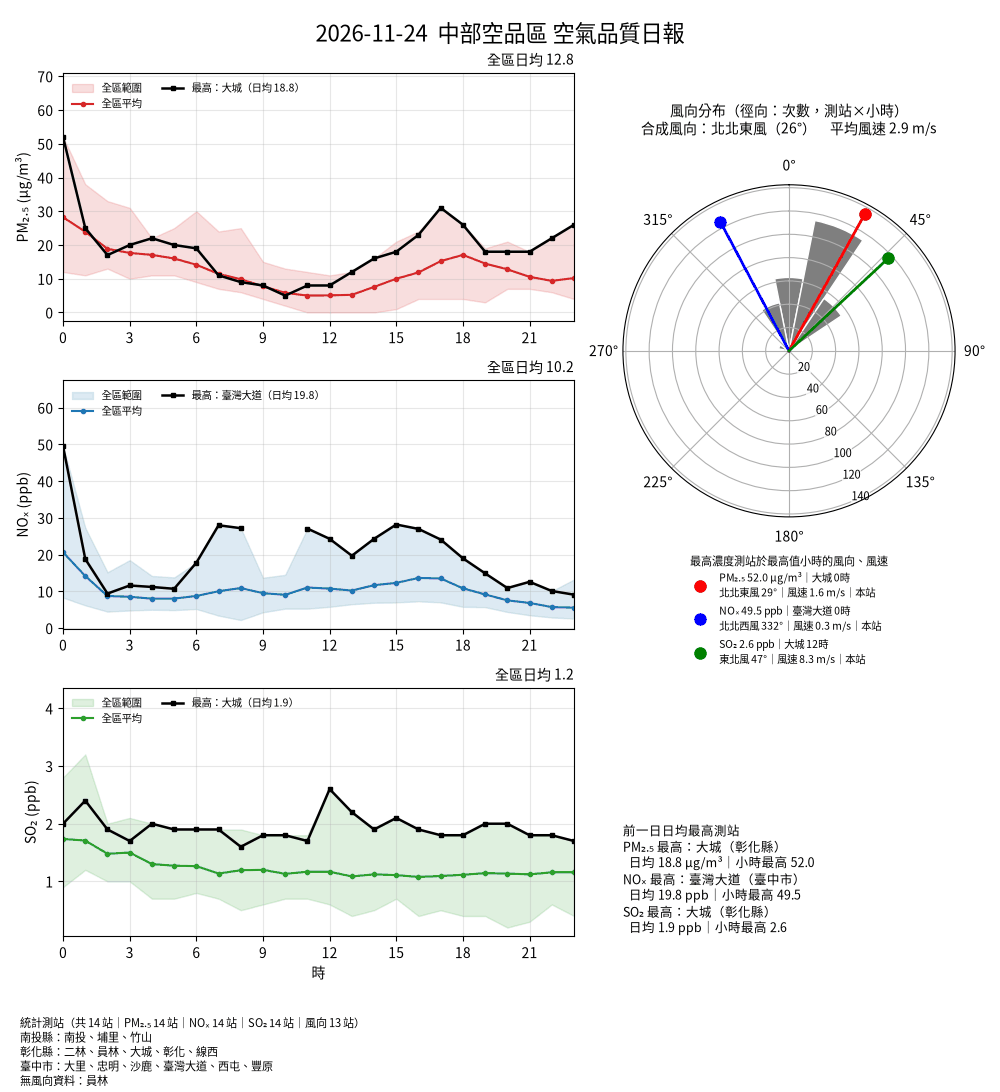 2026-11-24 中部空品區 空氣品質日報
全區日均 12.8
全區範圍
全區平均
最高：大城（日均 18.8）
PM₂.₅ (μg/m³)
70
60
50
40
30
20
10
0
0 3 6 9 12 15 18 21
全區日均 10.2
全區範圍
全區平均
最高：臺灣大道（日均 19.8）
NOₓ (ppb)
60
50
40
30
20
10
0
0 3 6 9 12 15 18 21
全區日均 1.2
全區範圍
全區平均
最高：大城（日均 1.9）
SO₂ (ppb)
4
3
2
1
0 3 6 9 12 15 18 21
時
風向分布（徑向：次數，測站×小時）
合成風向：北北東風（26°） 平均風速 2.9 m/s
0°
45°
90°
135°
180°
225°
270°
315°
20
40
60
80
100
120
140
最高濃度測站於最高值小時的風向、風速
PM₂.₅ 52.0 μg/m³｜大城 0時
北北東風 29°｜風速 1.6 m/s｜本站
NOₓ 49.5 ppb｜臺灣大道 0時
北北西風 332°｜風速 0.3 m/s｜本站
SO₂ 2.6 ppb｜大城 12時
東北風 47°｜風速 8.3 m/s｜本站
前一日日均最高測站
PM₂.₅ 最高：大城（彰化縣）
日均 18.8 μg/m³｜小時最高 52.0
NOₓ 最高：臺灣大道（臺中市）
日均 19.8 ppb｜小時最高 49.5
SO₂ 最高：大城（彰化縣）
日均 1.9 ppb｜小時最高 2.6
統計測站（共 14 站｜PM₂.₅ 14 站｜NOₓ 14 站｜SO₂ 14 站｜風向 13 站）
南投縣：南投、埔里、竹山
彰化縣：二林、員林、大城、彰化、線西
臺中市：大里、忠明、沙鹿、臺灣大道、西屯、豐原
無風向資料：員林